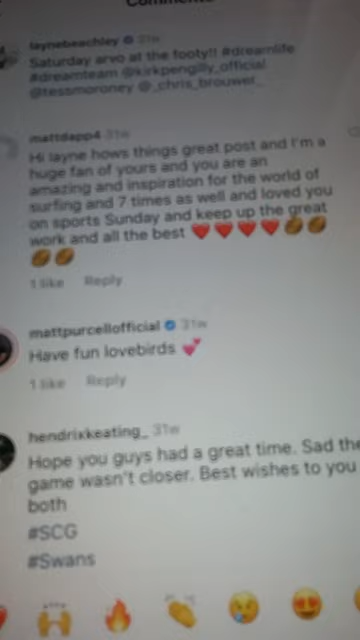 Comments
laynebeachley 31w
Saturday arvo at the footy!! #dreamlife
#dreamteam @kirkpengilly_official
@tessmoroney @_chris_brouwer_
mattdapp4 31w
Hi layne hows things great post and I'm a
huge fan of yours and you are an
amazing and inspiration for the world of
surfing and 7 times as well and loved you
on sports Sunday and keep up the great
work and all the best ❤️❤️❤️❤️🏉🏉
🏉🏉
1 like Reply
mattpurcellofficial 31w
Have fun lovebirds 💕
1 like Reply
hendrixkeating_ 31w
Hope you guys had a great time. Sad the
game wasn't closer. Best wishes to you
both
#SCG
#Swans